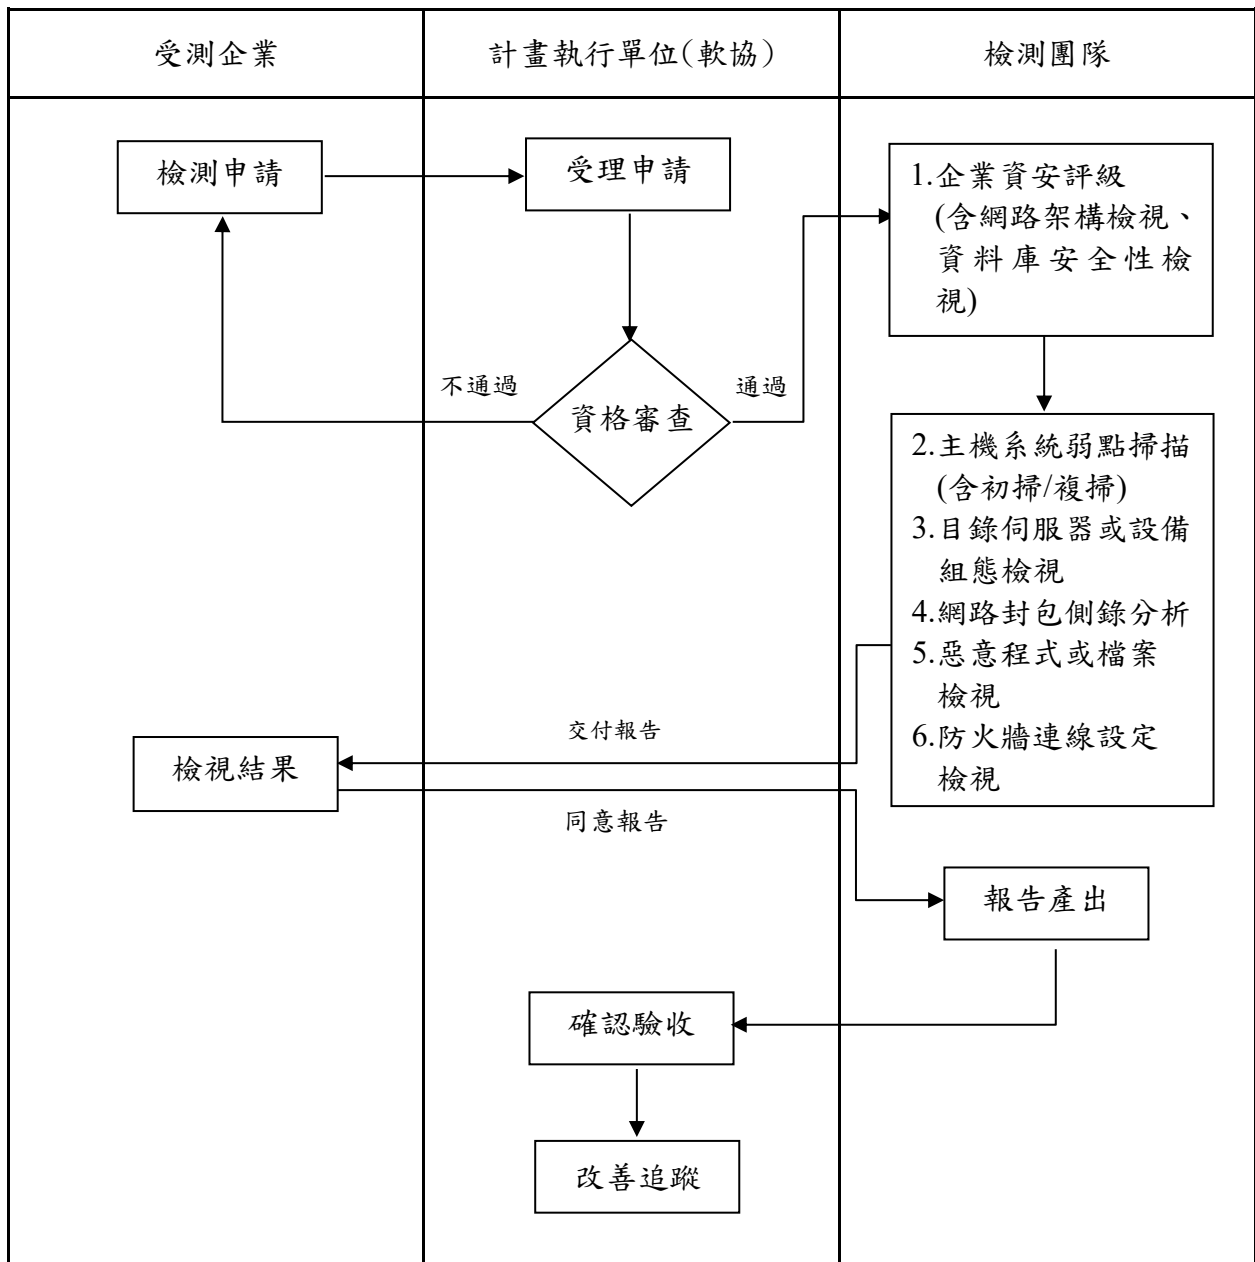 受測企業
計畫執行單位(軟協)
檢測團隊
檢測申請
受理申請
1.企業資安評級
(含網路架構檢視、
資料庫安全性檢
視)
不通過
通過
資格審查
2.主機系統弱點掃描
(含初掃/複掃)
3.目錄伺服器或設備
組態檢視
4.網路封包側錄分析
5.惡意程式或檔案
檢視
6.防火牆連線設定
檢視
交付報告
檢視結果
同意報告
報告產出
確認驗收
改善追蹤